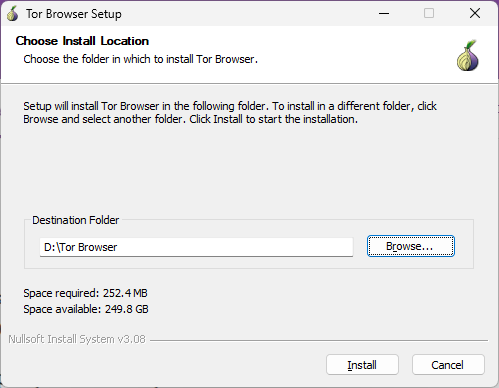 Tor Browser Setup
Choose Install Location
Choose the folder in which to install Tor Browser.
Setup will install Tor Browser in the following folder. To install in a different folder, click
Browse and select another folder. Click Install to start the installation.
Destination Folder
D:\Tor Browser
Browse...
Space required: 252.4 MB
Space available: 249.8 GB
Nullsoft Install System v3.08
Install
Cancel